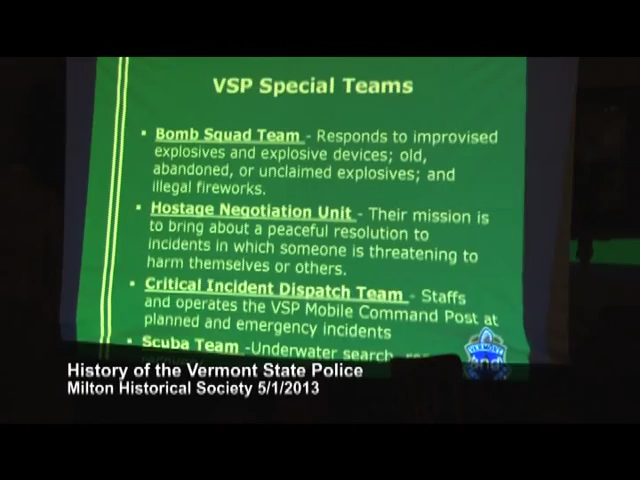 VSP Special Teams
▪ Bomb Squad Team - Responds to improvised
explosives and explosive devices; old,
abandoned, or unclaimed explosives; and
illegal fireworks.
▪ Hostage Negotiation Unit - Their mission is
to bring about a peaceful resolution to
incidents in which someone is threatening to
harm themselves or others.
▪ Critical Incident Dispatch Team - Staffs
and operates the VSP Mobile Command Post at
planned and emergency incidents
▪ Scuba Team -Underwater search,
VERMONT
History of the Vermont State Police
Milton Historical Society 5/1/2013